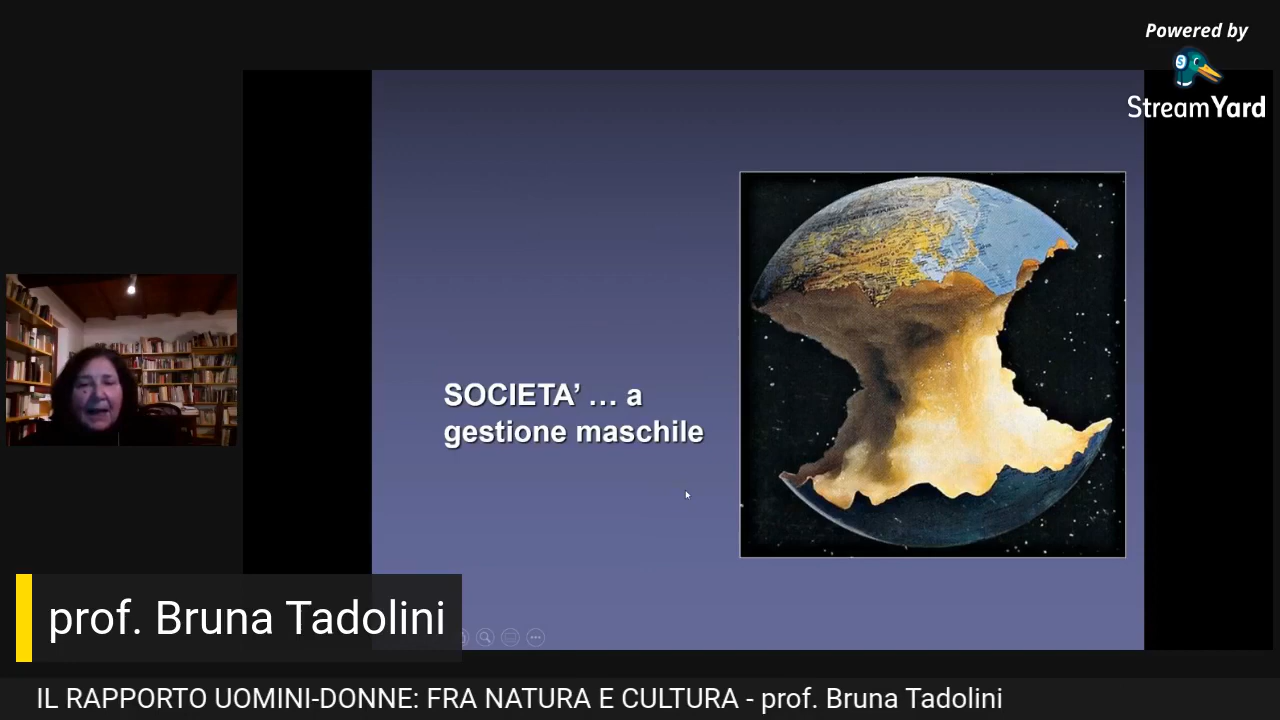 Powered by
StreamYard
SOCIETA’ … a
gestione maschile
prof. Bruna Tadolini
IL RAPPORTO UOMINI-DONNE: FRA NATURA E CULTURA - prof. Bruna Tadolini